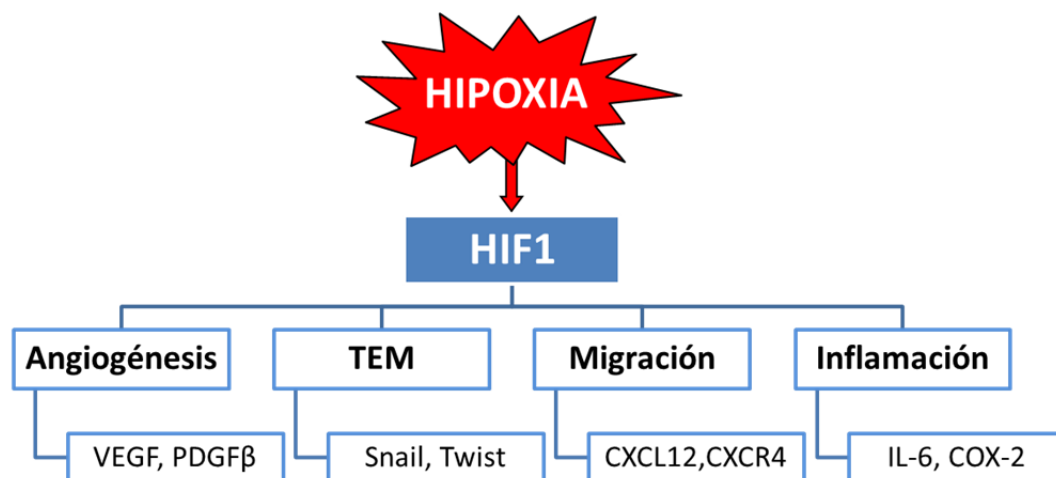 HIPOXIA
HIF1
Angiogénesis
TEM
Migración
Inflamación
VEGF, PDGFβ
Snail, Twist
CXCL12,CXCR4
IL-6, COX-2